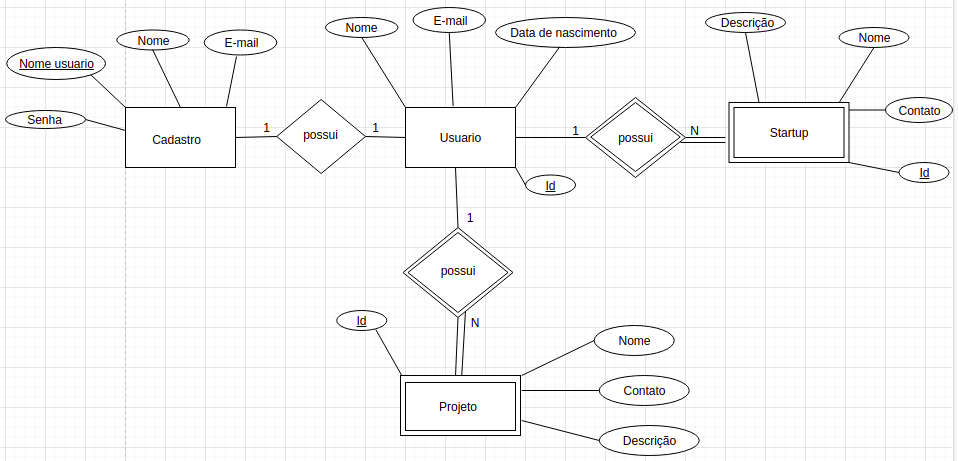 Nome usuario
Nome
E-mail
Senha
Cadastro
1
possui
1
Nome
E-mail
Data de nascimento
Usuario
Id
1
possui
N
Descrição
Nome
Contato
Startup
Id
1
possui
N
Id
Nome
Contato
Projeto
Descrição